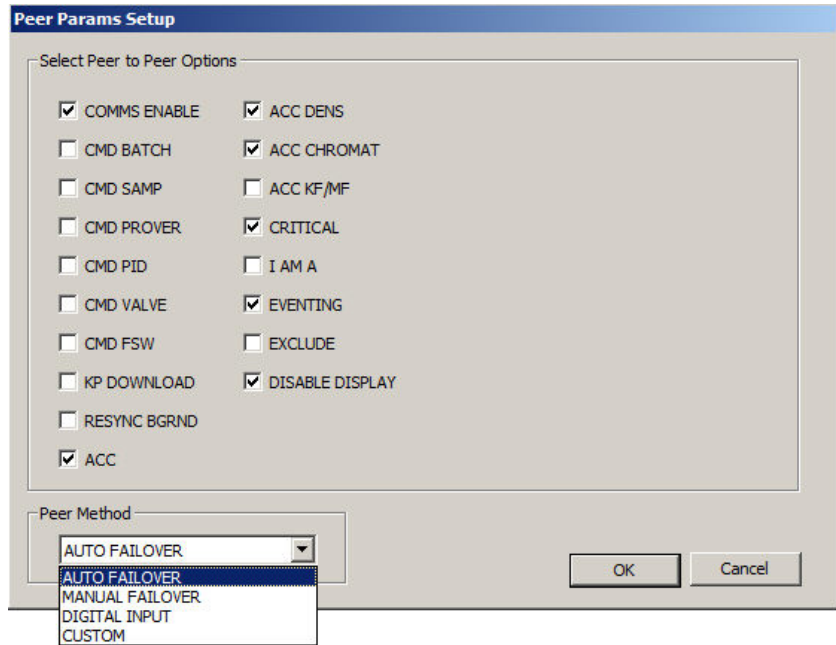 Peer Params Setup
Select Peer to Peer Options
COMMS ENABLE
CMD BATCH
CMD SAMP
CMD PROVER
CMD PID
CMD VALVE
CMD FSW
KP DOWNLOAD
RESYNC BGRND
ACC
ACC DENS
ACC CHROMAT
ACC KF/MF
CRITICAL
I AM A
EVENTING
EXCLUDE
DISABLE DISPLAY
Peer Method
AUTO FAILOVER
AUTO FAILOVER
MANUAL FAILOVER
DIGITAL INPUT
CUSTOM
OK
Cancel